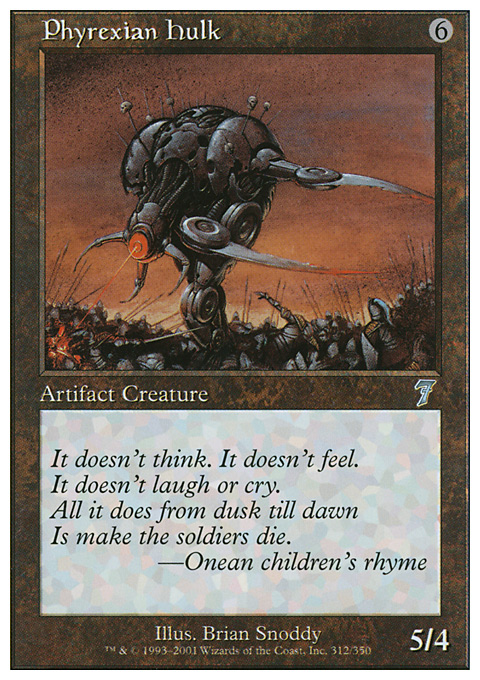 Phyrexian Hulk
6
Artifact Creature
7
It doesn't think. It doesn't feel.
It doesn't laugh or cry.
All it does from dusk till dawn
Is make the soldiers die.
—Onean children's rhyme
Illus. Brian Snoddy
™ & © 1993–2001 Wizards of the Coast, Inc. 312/350
5/4